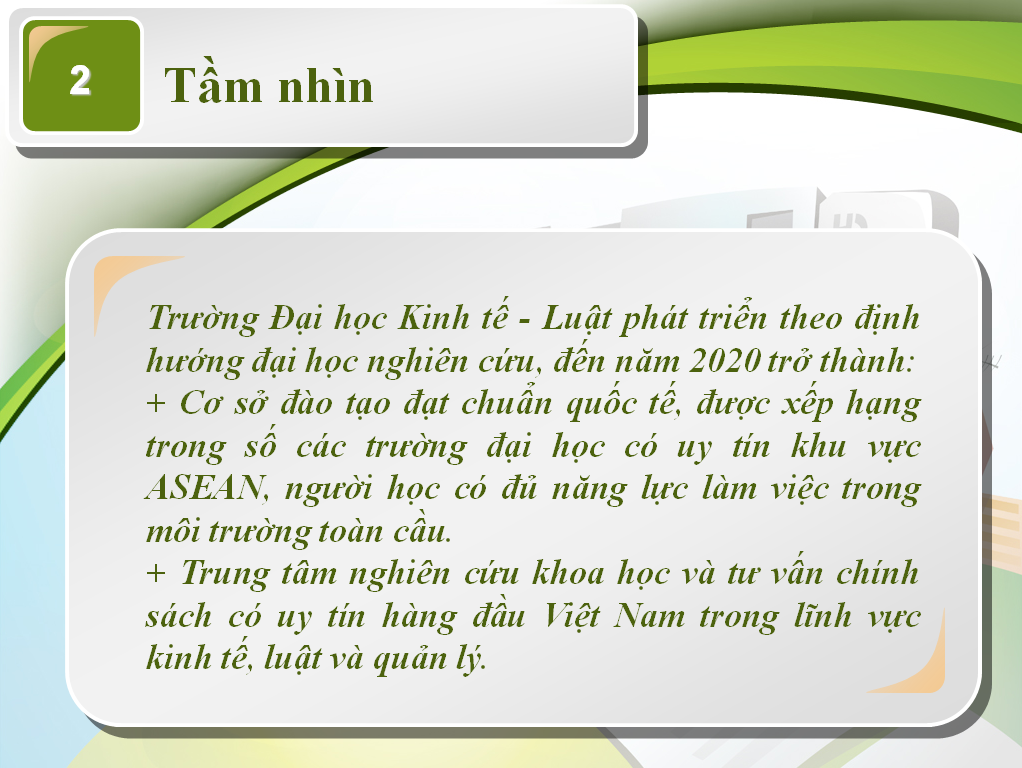 2
Tầm nhìn
Trường Đại học Kinh tế - Luật phát triển theo định
hướng đại học nghiên cứu, đến năm 2020 trở thành:
+ Cơ sở đào tạo đạt chuẩn quốc tế, được xếp hạng
trong số các trường đại học có uy tín khu vực
ASEAN, người học có đủ năng lực làm việc trong
môi trường toàn cầu.
+ Trung tâm nghiên cứu khoa học và tư vấn chính
sách có uy tín hàng đầu Việt Nam trong lĩnh vực
kinh tế, luật và quản lý.